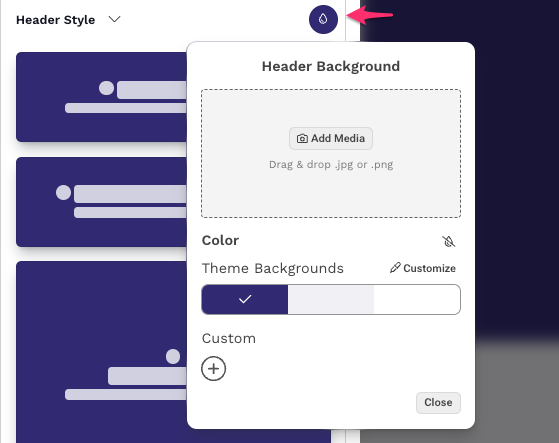 Header Style
Header Background
Add Media
Drag & drop .jpg or .png
Color
Theme Backgrounds
Customize
Custom
Close